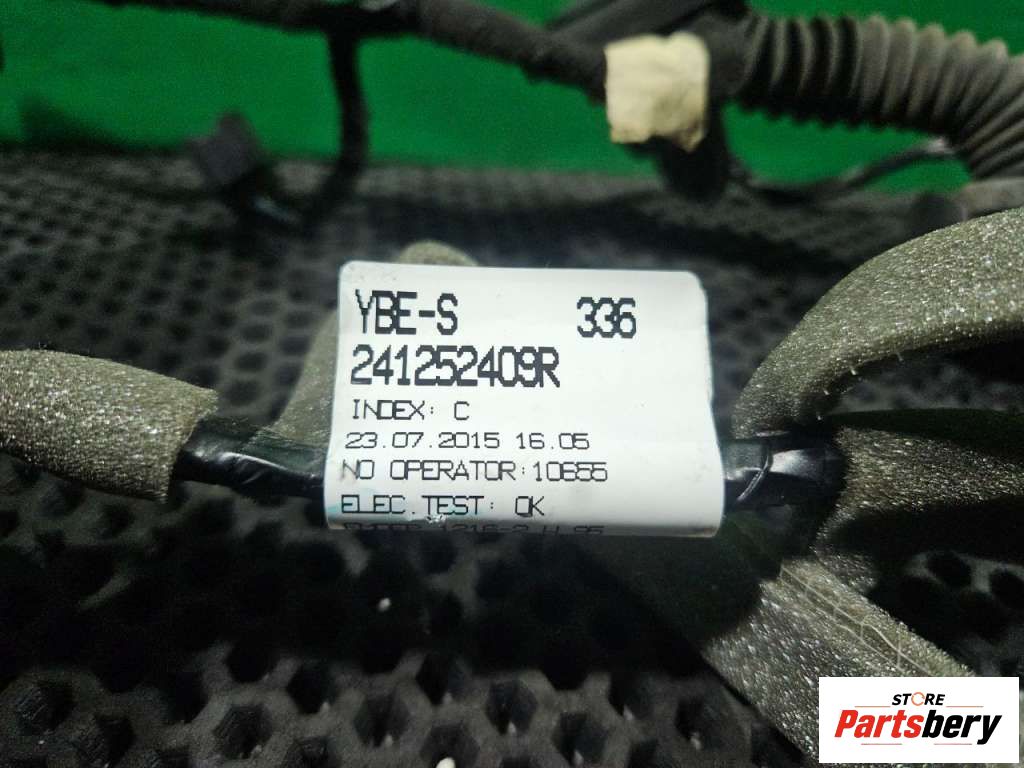 YBE-S 336
241252409R
INDEX: C
23.07.2015 16.05
NO OPERATOR:10655
ELEC.TEST: OK
STORE
Partsbery